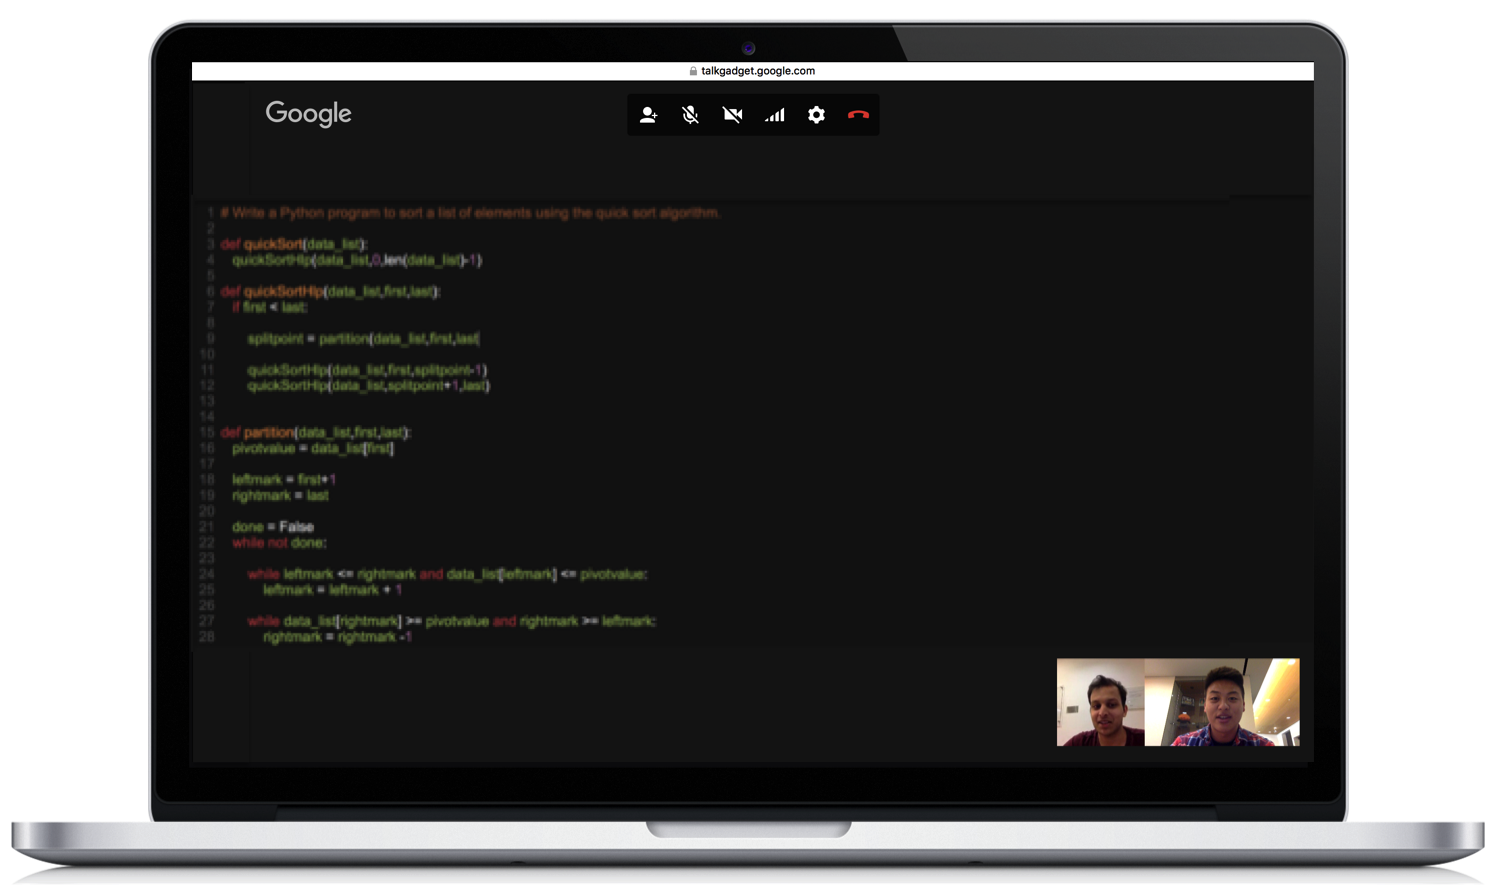 talkgadget.google.com
Google
1 # Write a Python program to sort a list of elements using the quick sort algorithm.
2
3 def quickSort(data_list):
4 quickSortHlp(data_list,0,len(data_list)-1)
5
6 def quickSortHlp(data_list,first,last):
7 if first < last:
8
9 splitpoint = partition(data_list,first,last
10
11 quickSortHlp(data_list,first,splitpoint-1)
12 quickSortHlp(data_list,splitpoint+1,last)
13
14
15 def partition(data_list,first,last):
16 pivotvalue = data_list[first]
17
18 leftmark = first+1
19 rightmark = last
20
21 done = False
22 while not done:
23
24 while leftmark <= rightmark and data_list[leftmark] <= pivotvalue:
25 leftmark = leftmark + 1
26
27 while data_list[rightmark] >= pivotvalue and rightmark >= leftmark:
28 rightmark = rightmark -1